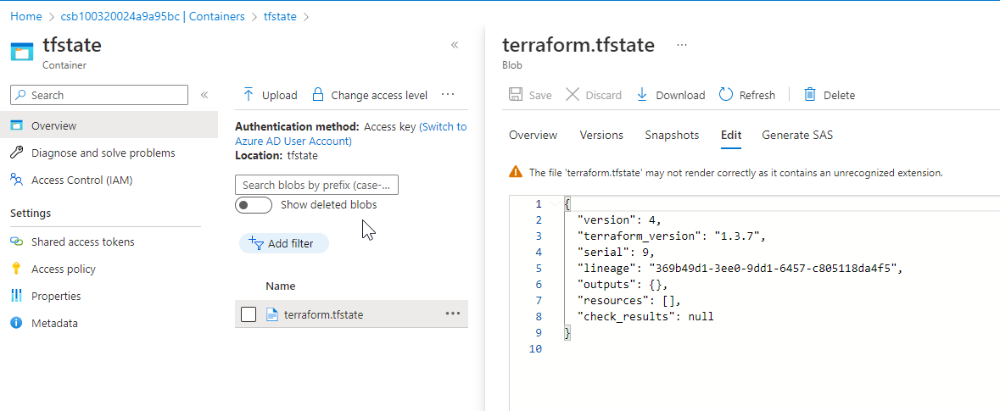 Home > csb100320024a9a95bc | Containers > tfstate >
tfstate
Container
Search
Overview
Diagnose and solve problems
Access Control (IAM)
Settings
Shared access tokens
Access policy
Properties
Metadata
Upload
Change access level
Authentication method: Access key (Switch to
Azure AD User Account)
Location: tfstate
Search blobs by prefix (case-...
Show deleted blobs
Add filter
Name
terraform.tfstate
terraform.tfstate
Blob
Save
Discard
Download
Refresh
Delete
Overview
Versions
Snapshots
Edit
Generate SAS
The file 'terraform.tfstate' may not render correctly as it contains an unrecognized extension.
1 {
2 "version": 4,
3 "terraform_version": "1.3.7",
4 "serial": 9,
5 "lineage": "369b49d1-3ee0-9dd1-6457-c805118da4f5",
6 "outputs": {},
7 "resources": [],
8 "check_results": null
9 }
10